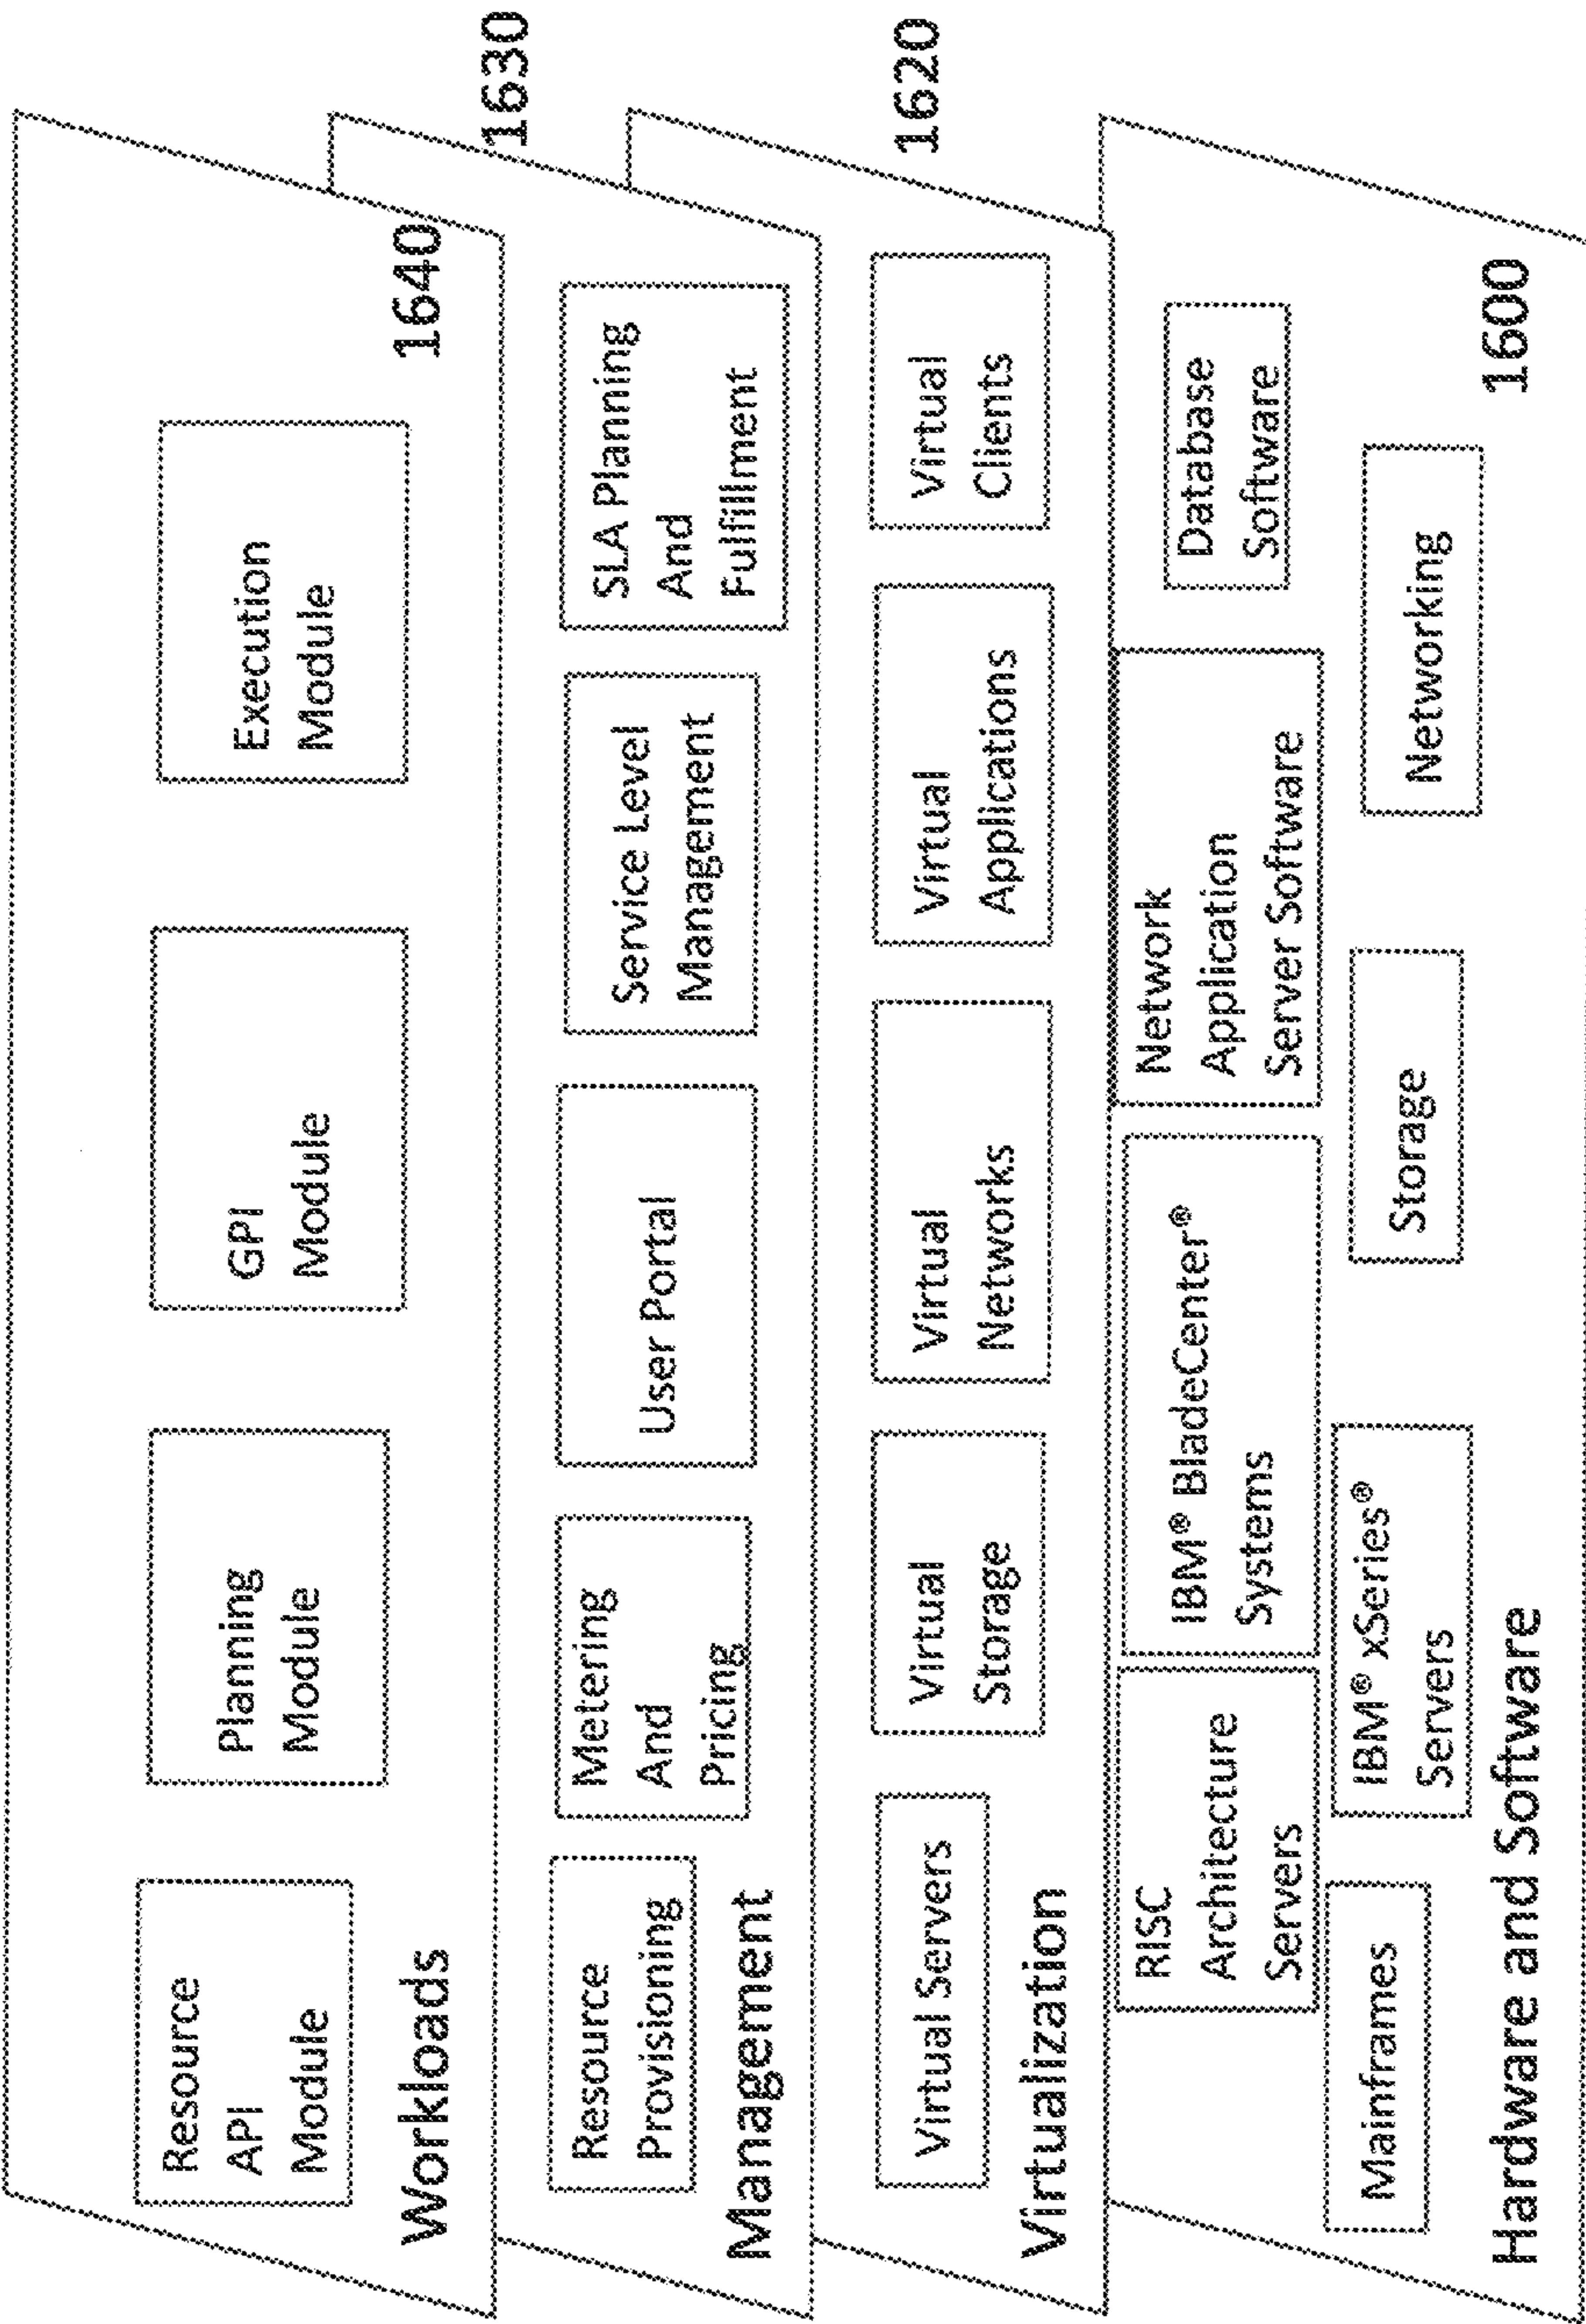 Resource
API
Module
Planning
Module
GPI
Module
Execution
Module
Workloads
1640
Resource
Provisioning
Metering
And
Pricing
User Portal
Service Level
Management
SLA Planning
And
Fulfillment
Management
1630
Virtual Servers
Virtual
Storage
Virtual
Networks
Virtual
Applications
Virtual
Clients
Virtualization
1620
RISC
Architecture
Servers
IBM® BladeCenter®
Systems
Network
Application
Server Software
Database
Software
Mainframes
IBM® xSeries®
Servers
Storage
Networking
Hardware and Software
1600